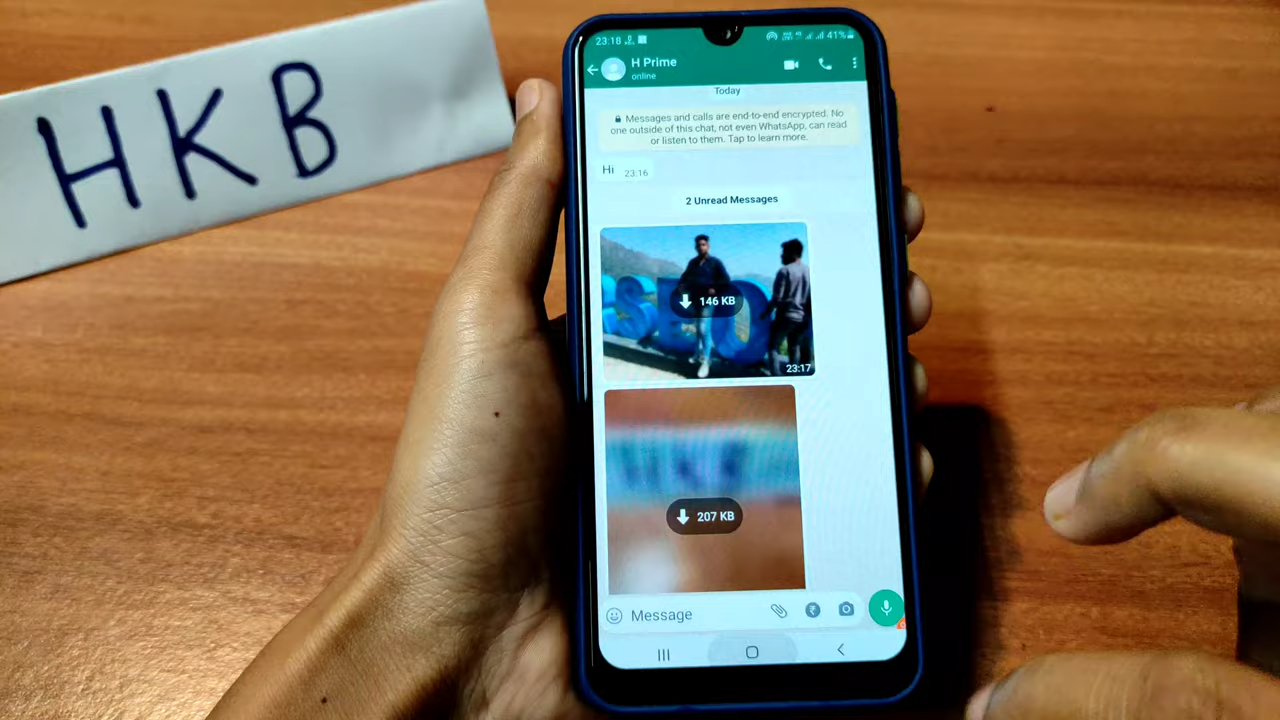 HKB
23:18
41%
H Prime
online
Today
Messages and calls are end-to-end encrypted. No
one outside of this chat, not even WhatsApp, can read
or listen to them. Tap to learn more.
Hi 23:16
2 Unread Messages
146 KB
23:17
207 KB
Message